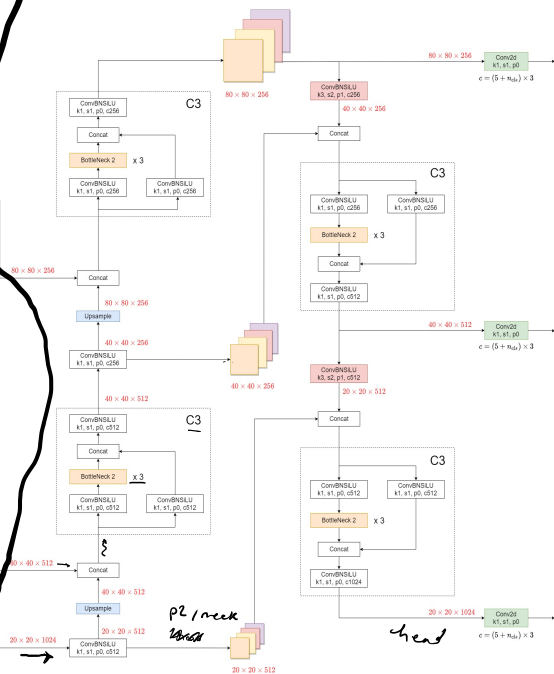 80 × 80 × 256
Conv2d
k1, s1, p0
c = (5 + n_cls) × 3
80 × 80 × 256
ConvBNSiLU
k3, s2, p1, c256
40 × 40 × 256
Concat
C3
ConvBNSiLU
k1, s1, p0, c256
Concat
BottleNeck 2
x 3
ConvBNSiLU
k1, s1, p0, c256
ConvBNSiLU
k1, s1, p0, c256
C3
ConvBNSiLU
k1, s1, p0, c256
ConvBNSiLU
k1, s1, p0, c256
BottleNeck 2
x 3
Concat
ConvBNSiLU
k1, s1, p0, c512
80 × 80 × 256
Concat
80 × 80 × 256
Upsample
40 × 40 × 256
ConvBNSiLU
k1, s1, p0, c256
40 × 40 × 256
40 × 40 × 512
40 × 40 × 512
Conv2d
k1, s1, p0
c = (5 + n_cls) × 3
ConvBNSiLU
k3, s2, p1, c512
20 × 20 × 512
Concat
C3
ConvBNSiLU
k1, s1, p0, c512
Concat
BottleNeck 2
x 3
ConvBNSiLU
k1, s1, p0, c512
ConvBNSiLU
k1, s1, p0, c512
C3
ConvBNSiLU
k1, s1, p0, c512
ConvBNSiLU
k1, s1, p0, c512
BottleNeck 2
x 3
Concat
ConvBNSiLU
k1, s1, p0, c1024
40 × 40 × 512
Concat
40 × 40 × 512
Upsample
20 × 20 × 1024
20 × 20 × 512
ConvBNSiLU
k1, s1, p0, c512
P2 / neck
20 × 20 × 512
20 × 20 × 1024
head
Conv2d
k1, s1, p0
c = (5 + n_cls) × 3